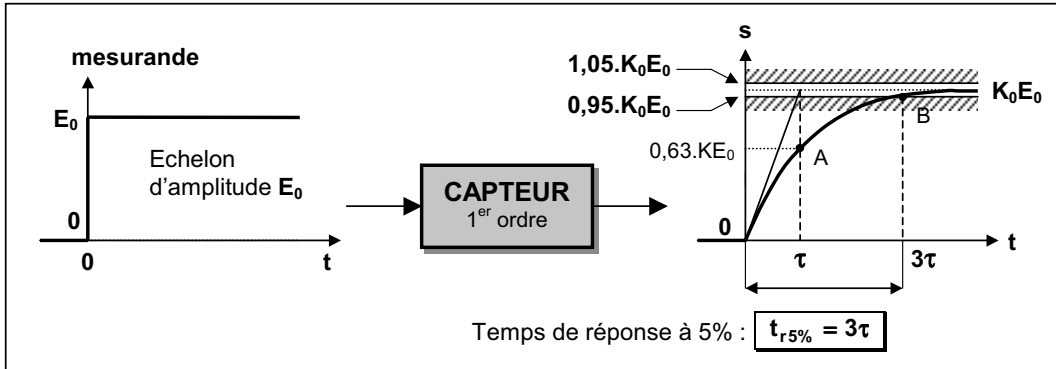 mesurande
E₀
Echelon
d'amplitude E₀
0
0
t
CAPTEUR
1er ordre
s
1,05.K₀E₀
K₀E₀
0,95.K₀E₀
B
0,63.KE₀
A
0
t
τ
3τ
Temps de réponse à 5% : t r5% = 3τ